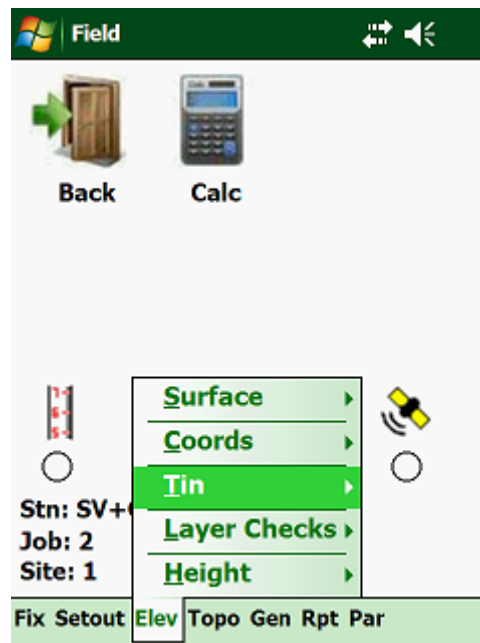 Field
Back Calc
Surface
Coords
Tin
Layer Checks
Height
Stn: SV+
Job: 2
Site: 1
Fix Setout Elev Topo Gen Rpt Par